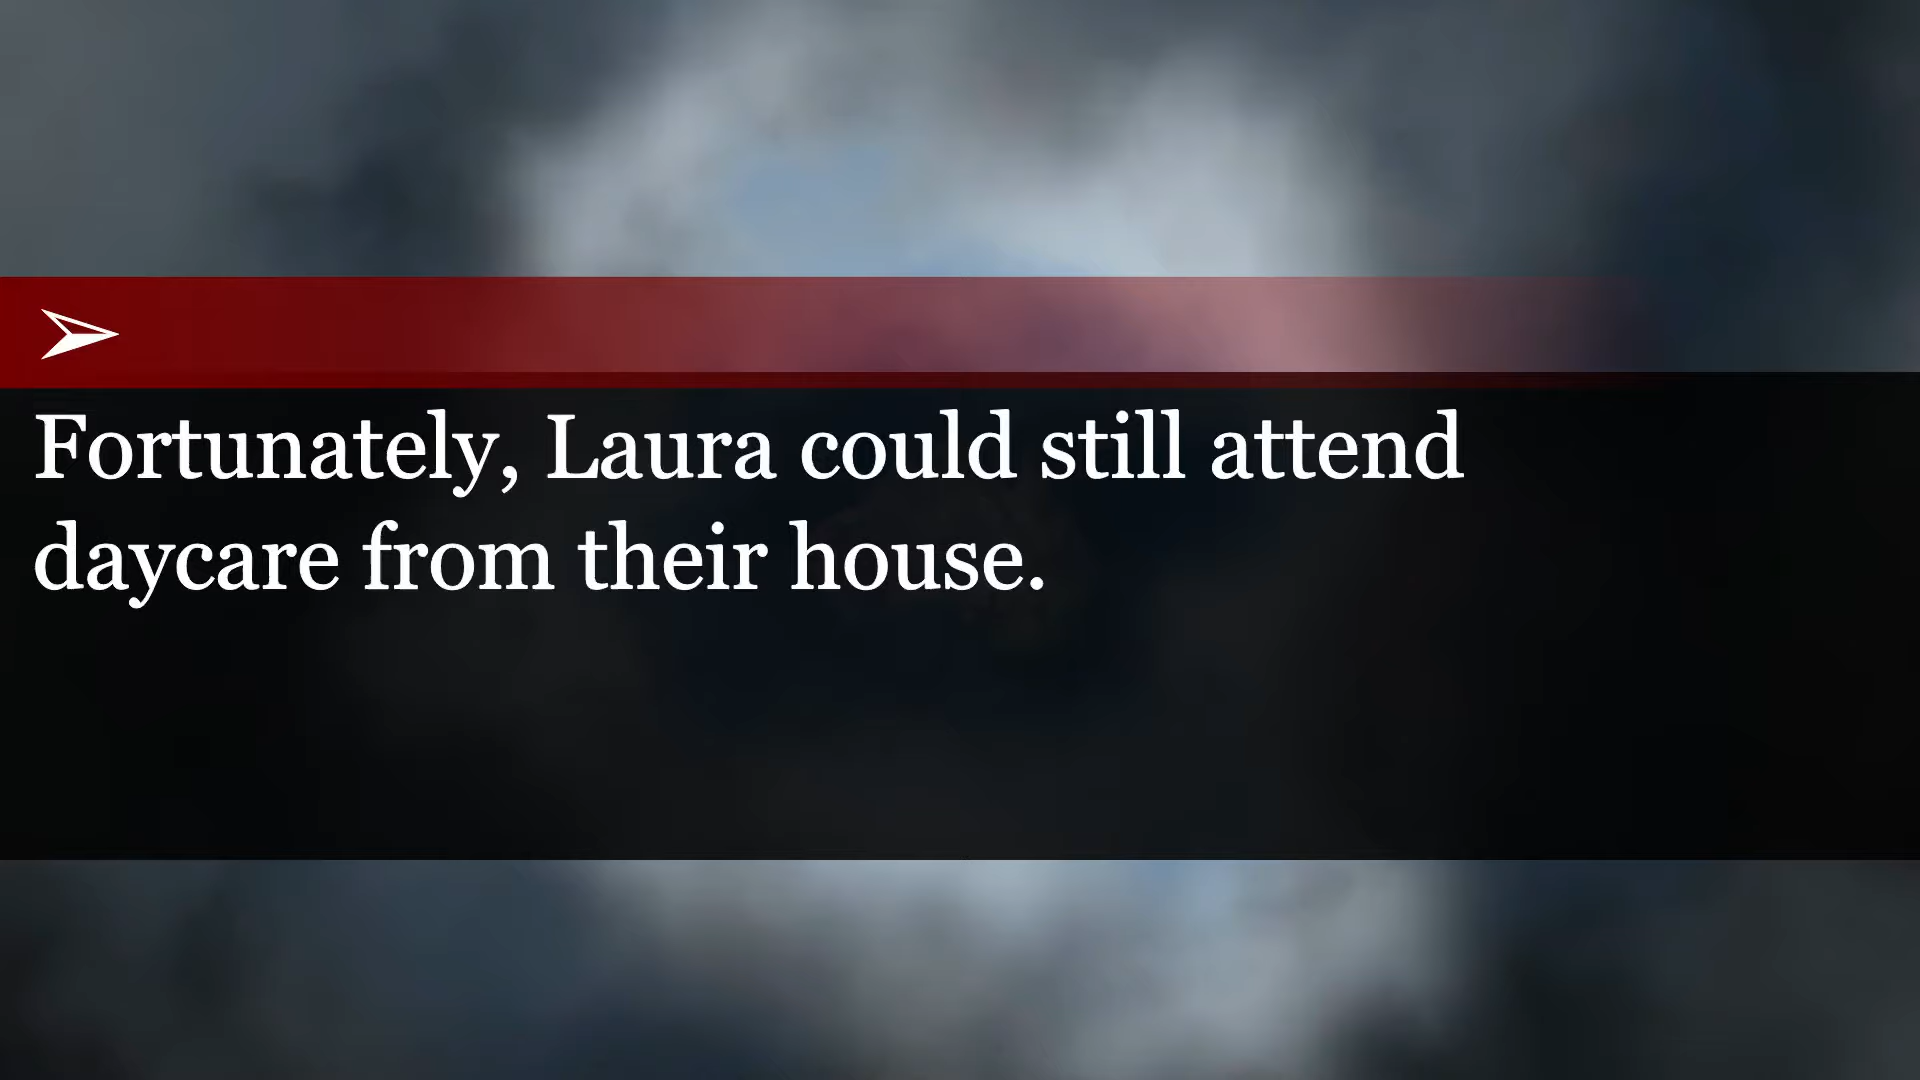 Fortunately, Laura could still attend
daycare from their house.